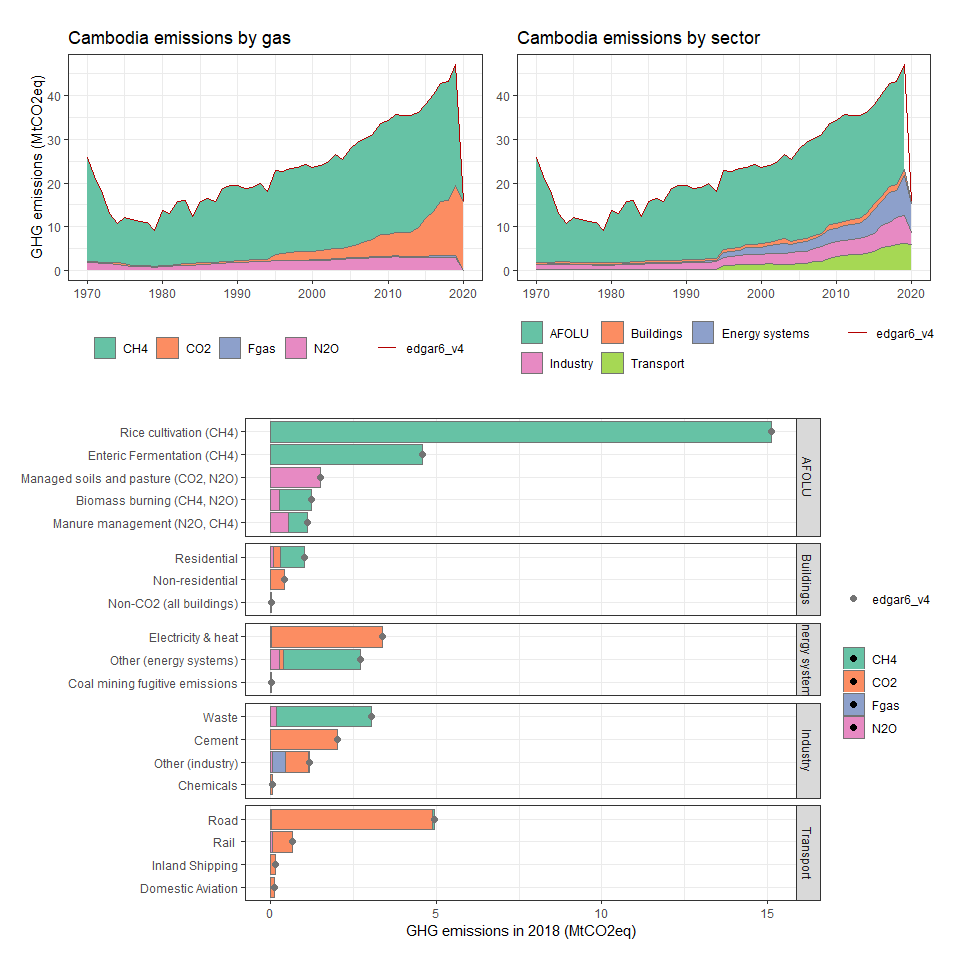 Cambodia emissions by gas
GHG emissions (MtCO2eq)
40
30
20
10
0
1970 1980 1990 2000 2010 2020
CH4 CO2 Fgas N2O edgar6_v4
Cambodia emissions by sector
40
30
20
10
0
1970 1980 1990 2000 2010 2020
AFOLU Buildings Energy systems edgar6_v4
Industry Transport
Rice cultivation (CH4)
Enteric Fermentation (CH4)
Managed soils and pasture (CO2, N2O)
Biomass burning (CH4, N2O)
Manure management (N2O, CH4)
AFOLU
Residential
Non-residential
Non-CO2 (all buildings)
Buildings
Electricity & heat
Other (energy systems)
Coal mining fugitive emissions
nergy system
Waste
Cement
Other (industry)
Chemicals
Industry
Road
Rail
Inland Shipping
Domestic Aviation
Transport
0 5 10 15
GHG emissions in 2018 (MtCO2eq)
edgar6_v4
CH4
CO2
Fgas
N2O